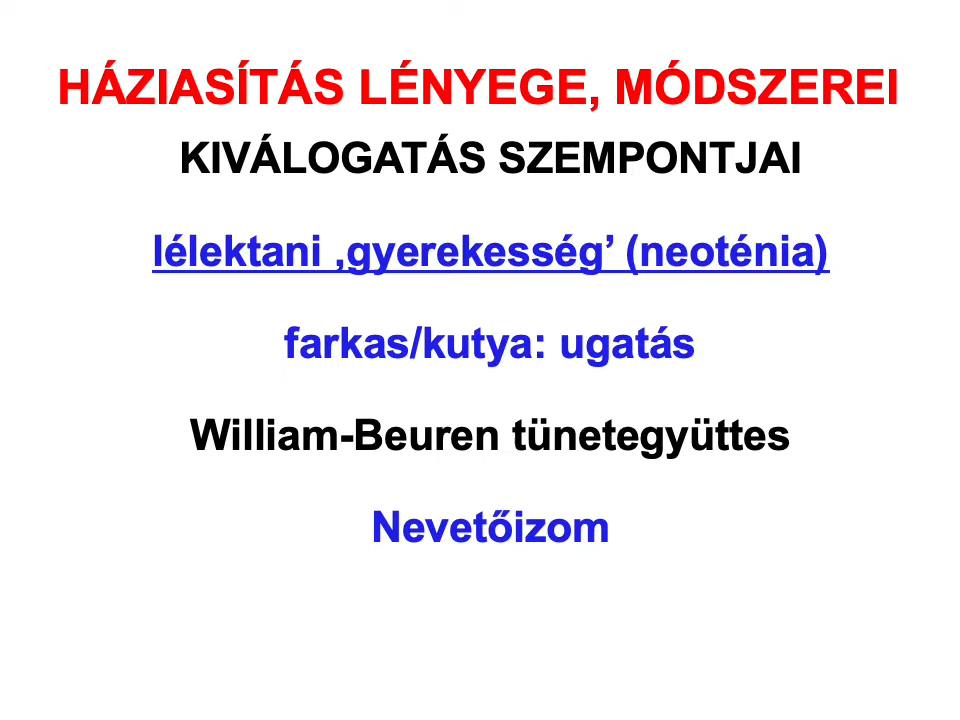 HÁZIASÍTÁS LÉNYEGE, MÓDSZEREI
KIVÁLOGATÁS SZEMPONTJAI
lélektani ‚gyerekesség’ (neoténia)
farkas/kutya: ugatás
William-Beuren tünetegyüttes
Nevetőizom